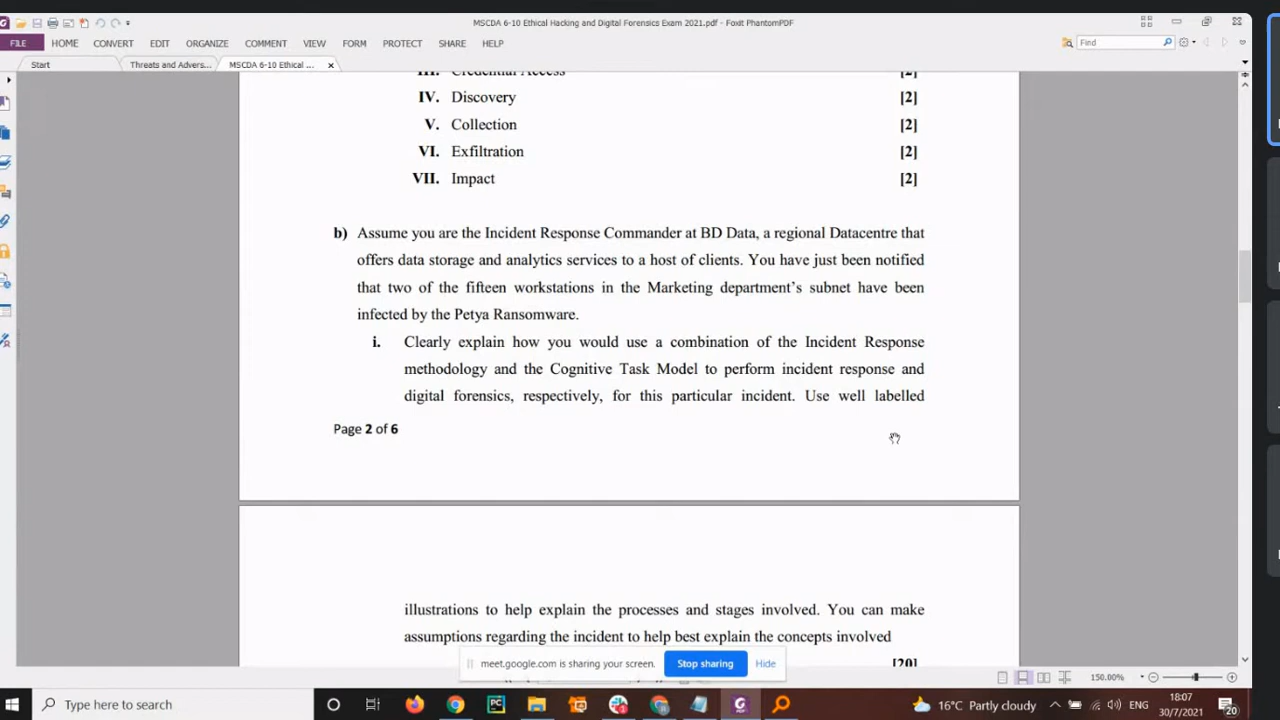 MSCDA 6-10 Ethical Hacking and Digital Forensics Exam 2021.pdf - Foxit PhantomPDF
FILE HOME CONVERT EDIT ORGANIZE COMMENT VIEW FORM PROTECT SHARE HELP
Find
Start Threats and Advers... MSCDA 6-10 Ethical ...
III. Credential Access [2]
IV. Discovery [2]
V. Collection [2]
VI. Exfiltration [2]
VII. Impact [2]
b) Assume you are the Incident Response Commander at BD Data, a regional Datacentre that
offers data storage and analytics services to a host of clients. You have just been notified
that two of the fifteen workstations in the Marketing department's subnet have been
infected by the Petya Ransomware.
i. Clearly explain how you would use a combination of the Incident Response
methodology and the Cognitive Task Model to perform incident response and
digital forensics, respectively, for this particular incident. Use well labelled
Page 2 of 6
illustrations to help explain the processes and stages involved. You can make
assumptions regarding the incident to help best explain the concepts involved
[20]
meet.google.com is sharing your screen. Stop sharing Hide
150.00%
Type here to search
16°C Partly cloudy ENG
18:07
30/7/2021
20